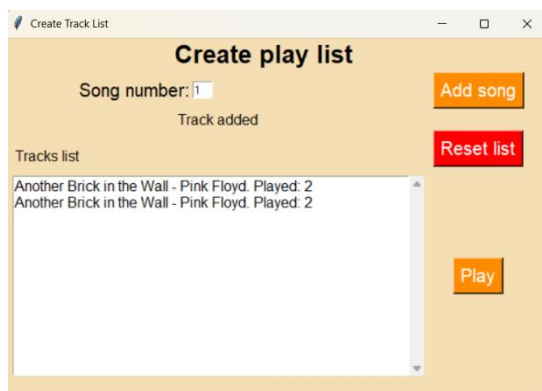 Create Track List
Create play list
Song number: 1
Add song
Track added
Reset list
Tracks list
Another Brick in the Wall - Pink Floyd. Played: 2
Another Brick in the Wall - Pink Floyd. Played: 2
Play